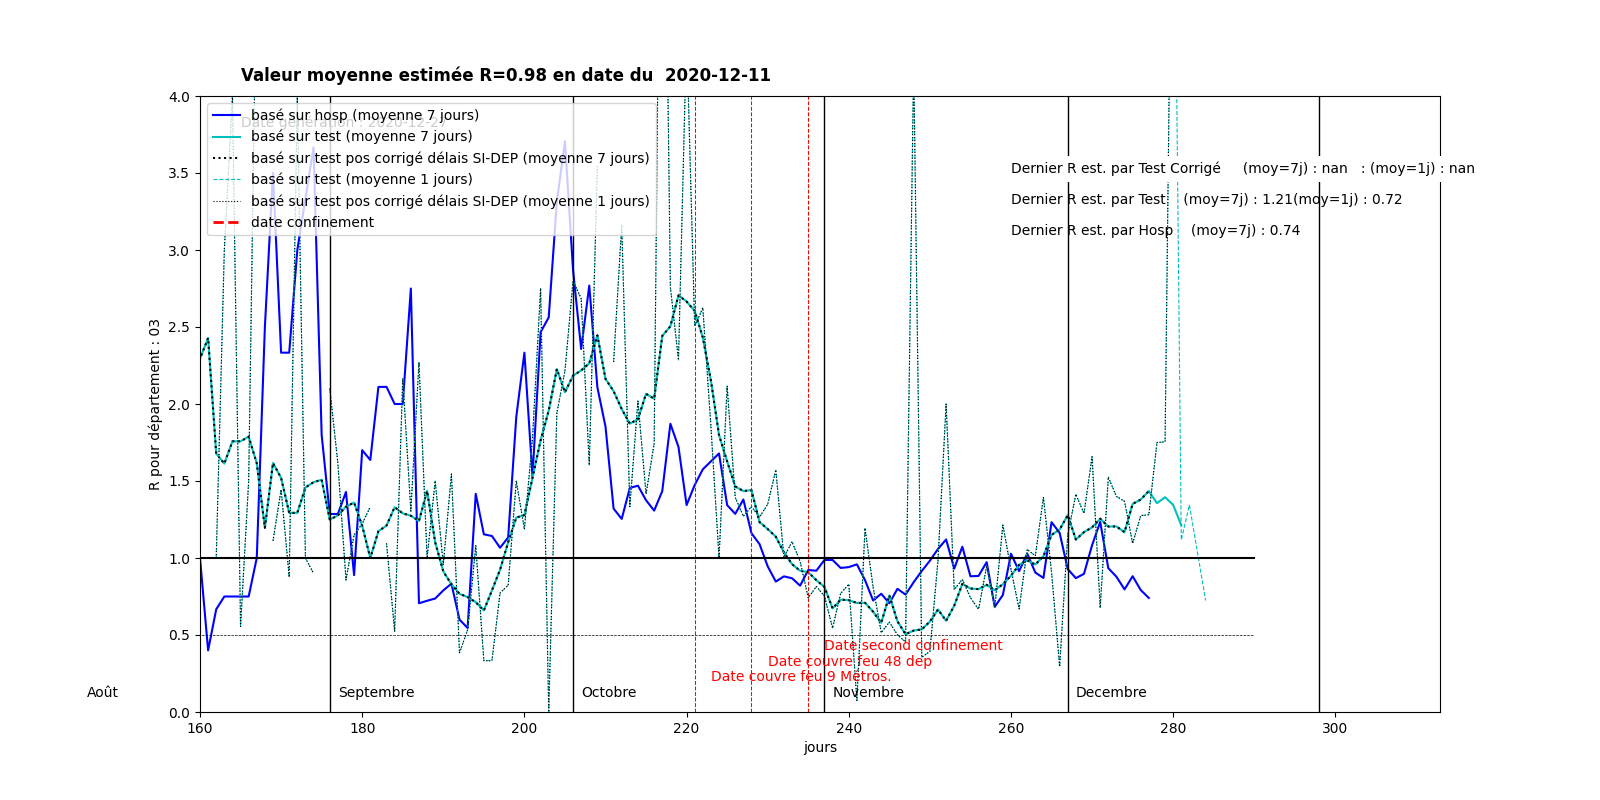 Valeur moyenne estimée R=0.98 en date du  2020-12-11
Date génération : 2020-12-27
basé sur hosp (moyenne 7 jours)
basé sur test (moyenne 7 jours)
basé sur test pos corrigé délais SI-DEP (moyenne 7 jours)
basé sur test (moyenne 1 jours)
basé sur test pos corrigé délais SI-DEP (moyenne 1 jours)
date confinement
Dernier R est. par Test Corrigé     (moy=7j) : nan   : (moy=1j) : nan
Dernier R est. par Test    (moy=7j) : 1.21(moy=1j) : 0.72
Dernier R est. par Hosp    (moy=7j) : 0.74
R pour département : 03
4.0
3.5
3.0
2.5
2.0
1.5
1.0
0.5
0.0
Date second confinement
Date couvre feu 48 dep
Date couvre feu 9 Métros.
Août
Septembre
Octobre
Novembre
Decembre
160
180
200
220
240
260
280
300
jours